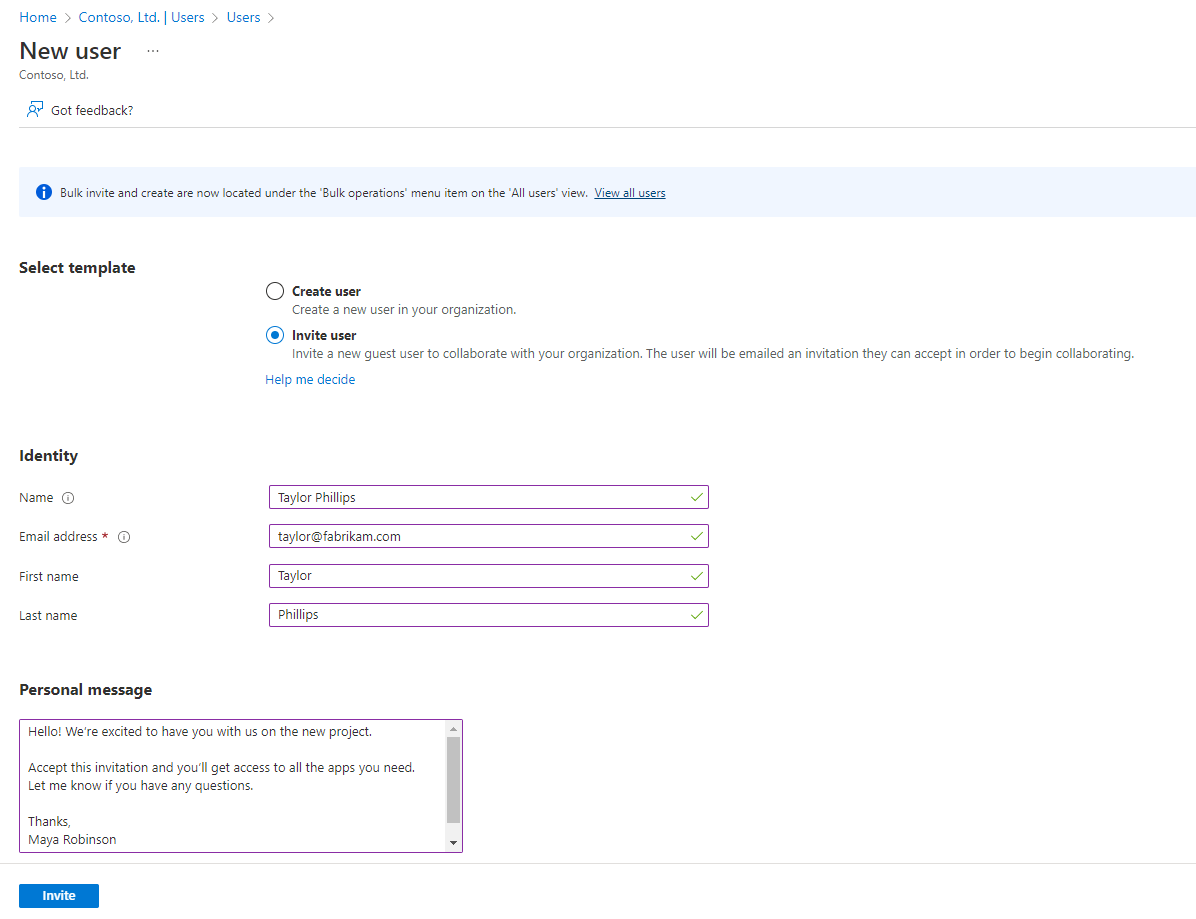 Home > Contoso, Ltd. | Users > Users >
New user ...
Contoso, Ltd.
Got feedback?
Bulk invite and create are now located under the 'Bulk operations' menu item on the 'All users' view. View all users
Select template
Create user
Create a new user in your organization.
Invite user
Invite a new guest user to collaborate with your organization. The user will be emailed an invitation they can accept in order to begin collaborating.
Help me decide
Identity
Name Taylor Phillips
Email address * taylor@fabrikam.com
First name Taylor
Last name Phillips
Personal message
Hello! We're excited to have you with us on the new project.
Accept this invitation and you'll get access to all the apps you need.
Let me know if you have any questions.
Thanks,
Maya Robinson
Invite